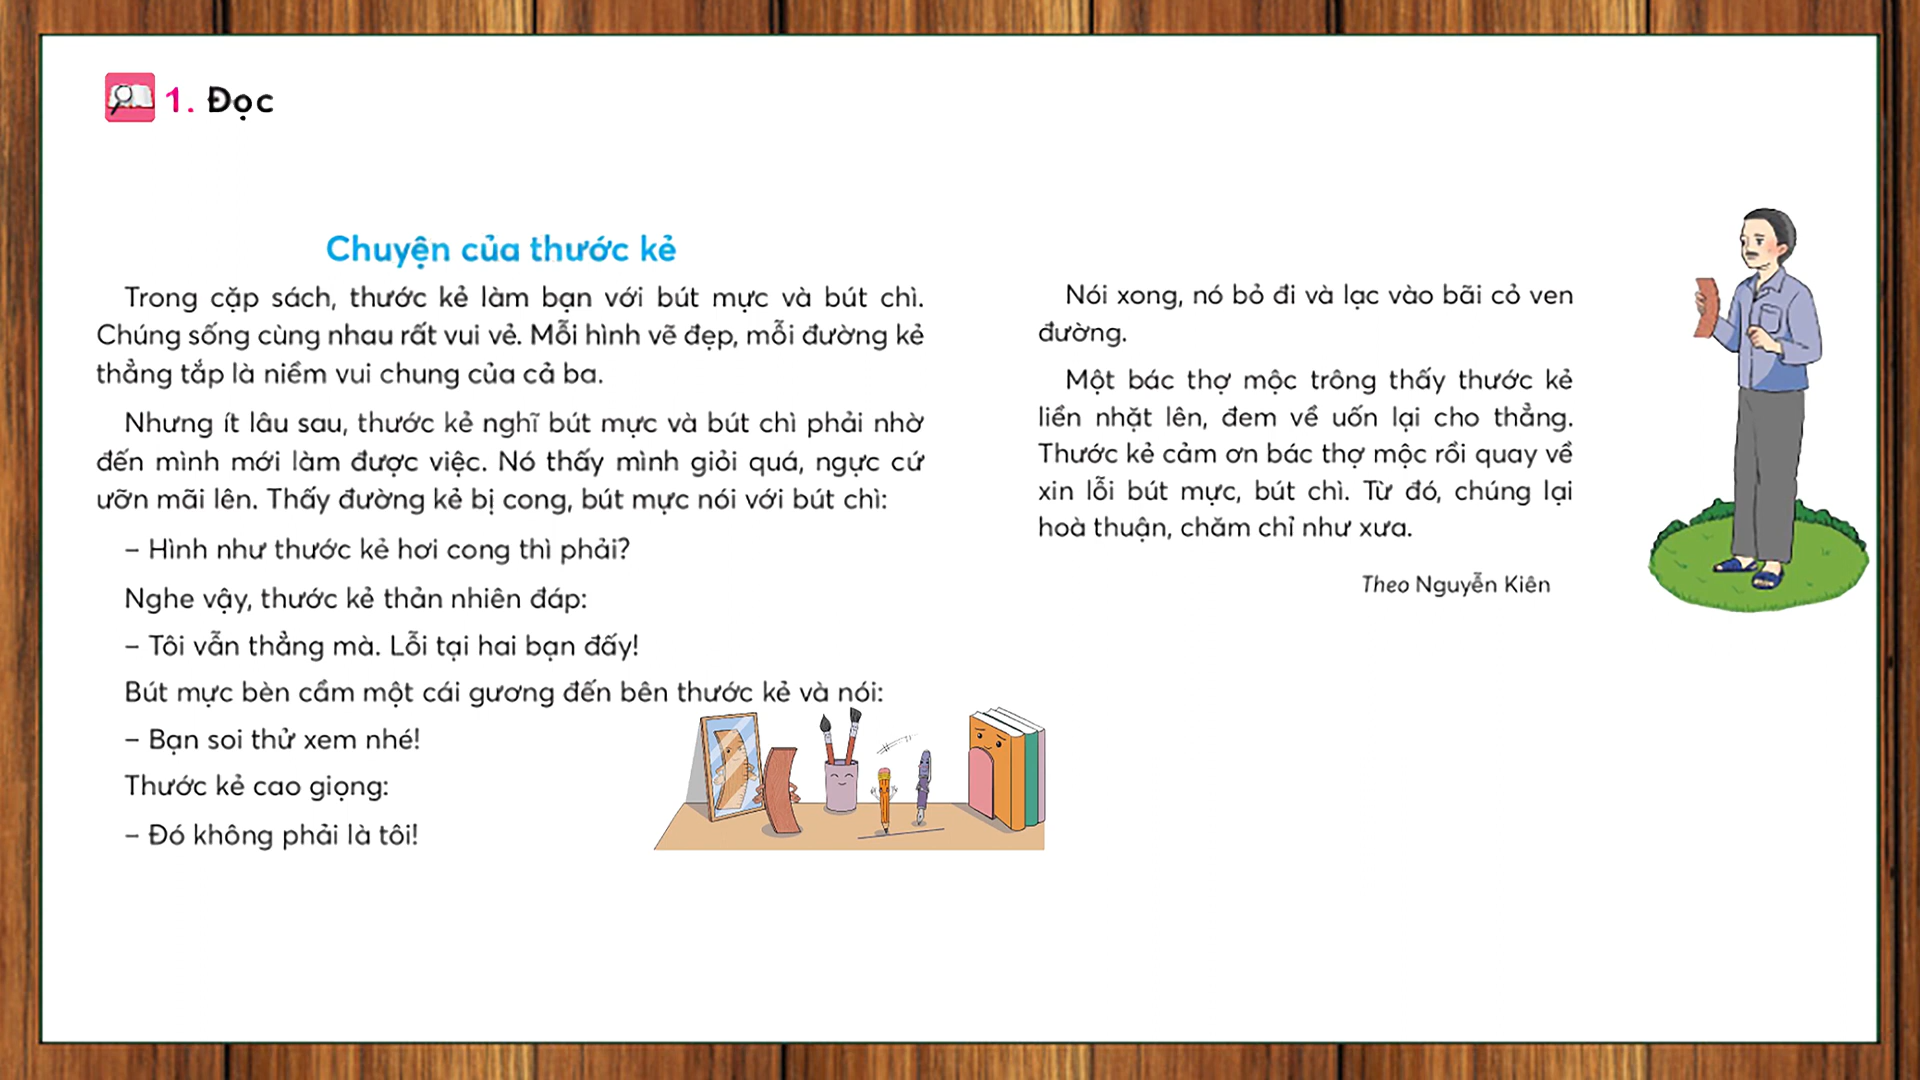 1. Đọc
Chuyện của thước kẻ
Trong cặp sách, thước kẻ làm bạn với bút mực và bút chì.
Chúng sống cùng nhau rất vui vẻ. Mỗi hình vẽ đẹp, mỗi đường kẻ
thẳng tắp là niềm vui chung của cả ba.
Nhưng ít lâu sau, thước kẻ nghĩ bút mực và bút chì phải nhờ
đến mình mới làm được việc. Nó thấy mình giỏi quá, ngực cứ
ưỡn mãi lên. Thấy đường kẻ bị cong, bút mực nói với bút chì:
– Hình như thước kẻ hơi cong thì phải?
Nghe vậy, thước kẻ thản nhiên đáp:
– Tôi vẫn thẳng mà. Lỗi tại hai bạn đấy!
Bút mực bèn cầm một cái gương đến bên thước kẻ và nói:
– Bạn soi thử xem nhé!
Thước kẻ cao giọng:
– Đó không phải là tôi!
Nói xong, nó bỏ đi và lạc vào bãi cỏ ven
đường.
Một bác thợ mộc trông thấy thước kẻ
liền nhặt lên, đem về uốn lại cho thẳng.
Thước kẻ cảm ơn bác thợ mộc rồi quay về
xin lỗi bút mực, bút chì. Từ đó, chúng lại
hoà thuận, chăm chỉ như xưa.
Theo Nguyễn Kiên